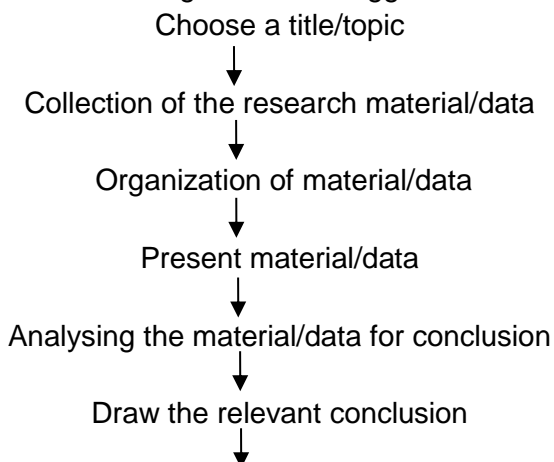 Choose a title/topic
Collection of the research material/data
Organization of material/data
Present material/data
Analysing the material/data for conclusion
Draw the relevant conclusion